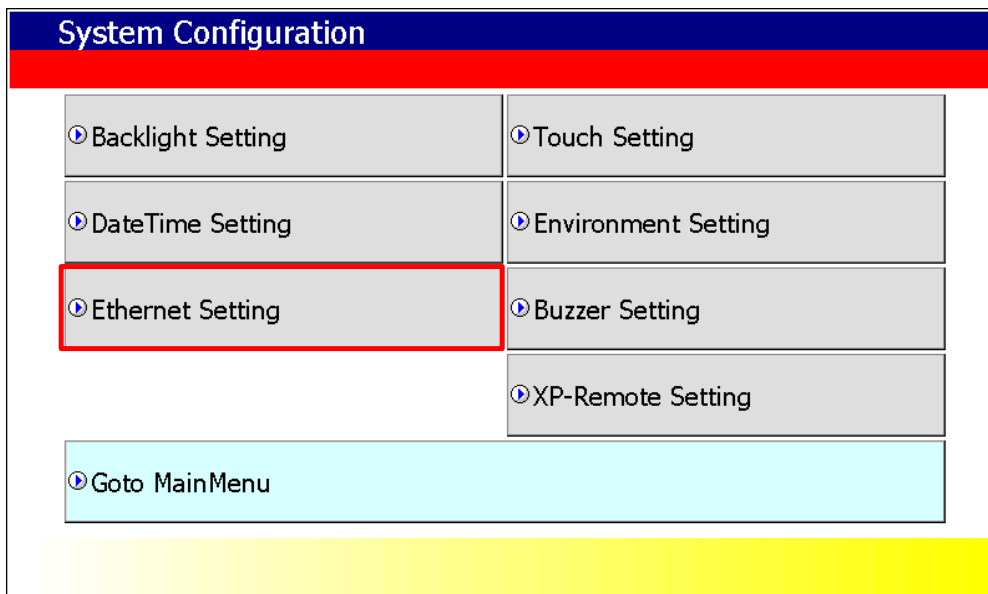 System Configuration
Backlight Setting
Touch Setting
DateTime Setting
Environment Setting
Ethernet Setting
Buzzer Setting
XP-Remote Setting
Goto MainMenu